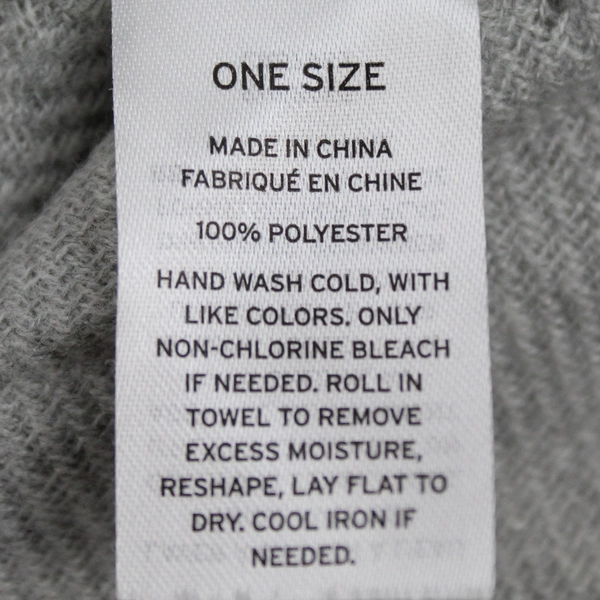 ONE SIZE
MADE IN CHINA
FABRIQUÉ EN CHINE
100% POLYESTER
HAND WASH COLD, WITH
LIKE COLORS. ONLY
NON-CHLORINE BLEACH
IF NEEDED. ROLL IN
TOWEL TO REMOVE
EXCESS MOISTURE,
RESHAPE, LAY FLAT TO
DRY. COOL IRON IF
NEEDED.